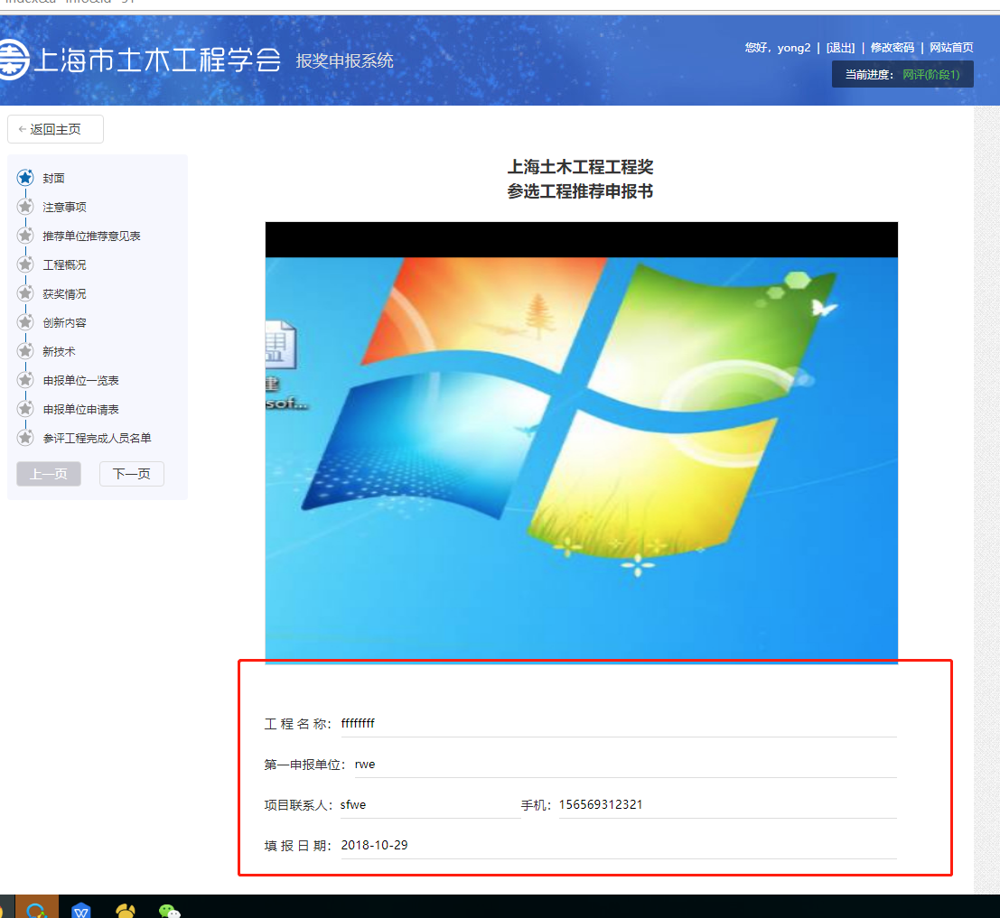 上海市土木工程学会 报奖申报系统
您好，yong2 | [退出] | 修改密码 | 网站首页
当前进度： 网评(阶段1)
←返回主页
封面
注意事项
推荐单位推荐意见表
工程概况
获奖情况
创新内容
新技术
申报单位一览表
申报单位申请表
参评工程完成人员名单
上一页 下一页
上海土木工程工程奖
参选工程推荐申报书
sof...
工 程 名 称： ffffffff
第一申报单位： rwe
项目联系人： sfwe 手机： 156569312321
填 报 日 期： 2018-10-29